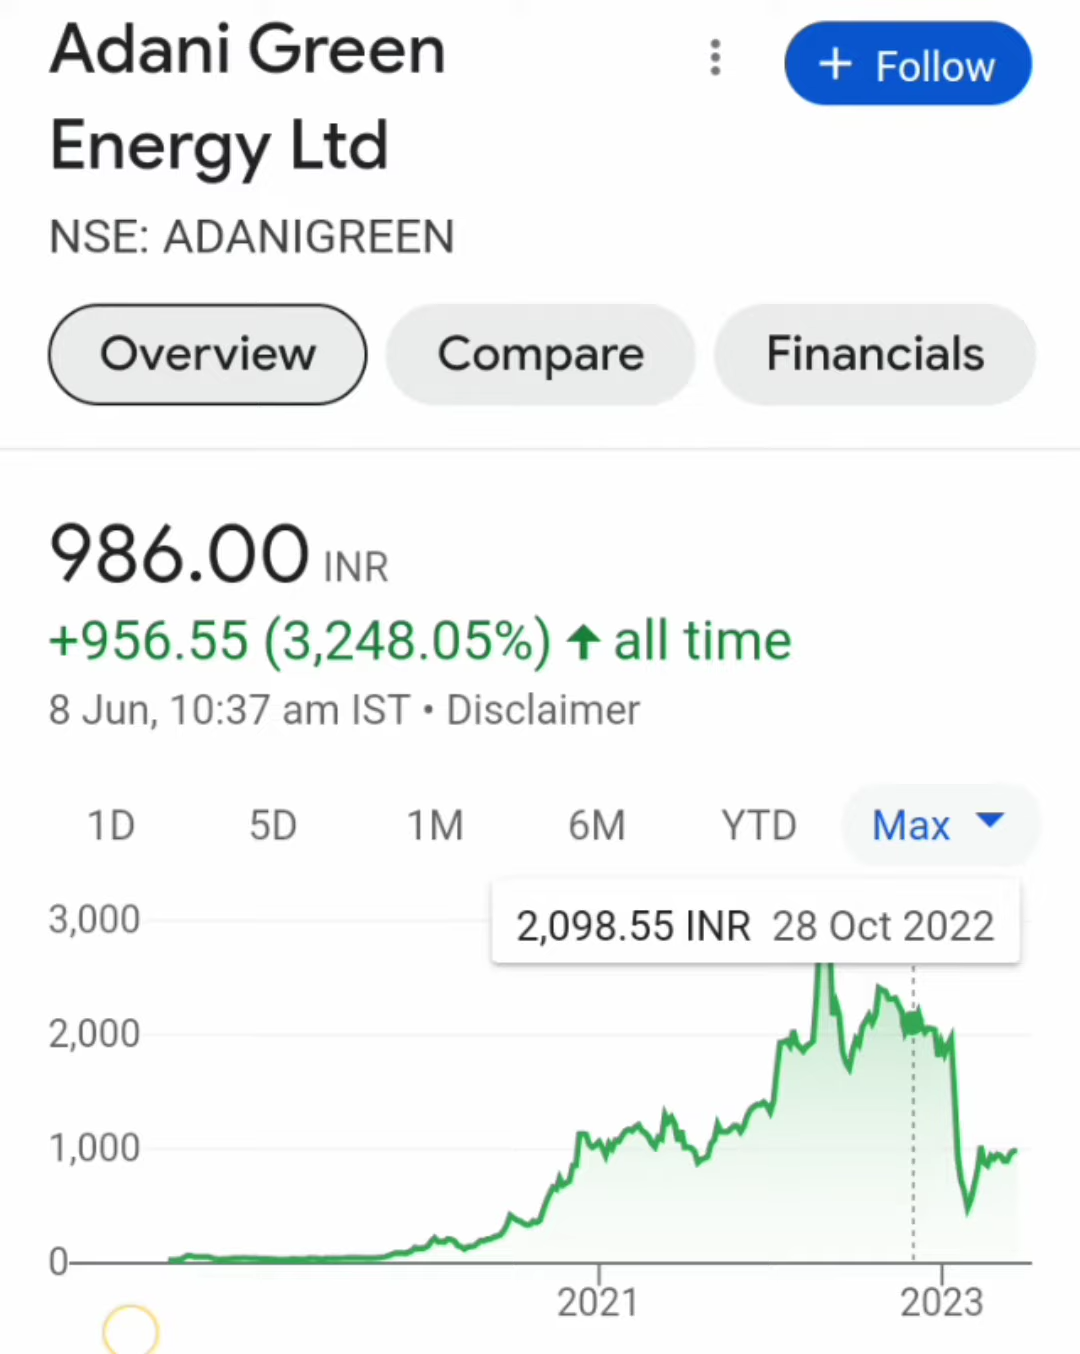 Adani Green
Energy Ltd
+ Follow
NSE: ADANIGREEN
Overview Compare Financials
986.00 INR
+956.55 (3,248.05%) ↑ all time
8 Jun, 10:37 am IST • Disclaimer
1D 5D 1M 6M YTD Max
2,098.55 INR 28 Oct 2022
3,000
2,000
1,000
0
2021 2023